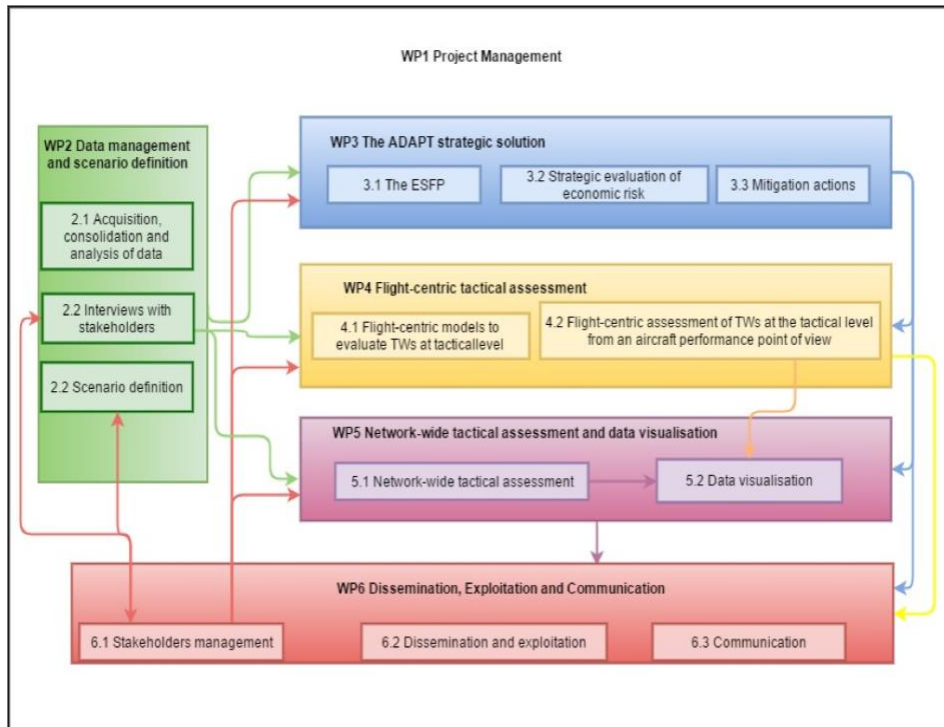 WP1 Project Management
WP2 Data management
and scenario definition
2.1 Acquisition,
consolidation and
analysis of data
2.2 Interviews with
stakeholders
2.2 Scenario definition
WP3 The ADAPT strategic solution
3.1 The ESFP
3.2 Strategic evaluation of
economic risk
3.3 Mitigation actions
WP4 Flight-centric tactical assessment
4.1 Flight-centric models to
evaluate TWs at tacticallevel
4.2 Flight-centric assessment of TWs at the tactical level
from an aircraft performance point of view
WP5 Network-wide tactical assessment and data visualisation
5.1 Network-wide tactical assessment
5.2 Data visualisation
WP6 Dissemination, Exploitation and Communication
6.1 Stakeholders management
6.2 Dissemination and exploitation
6.3 Communication